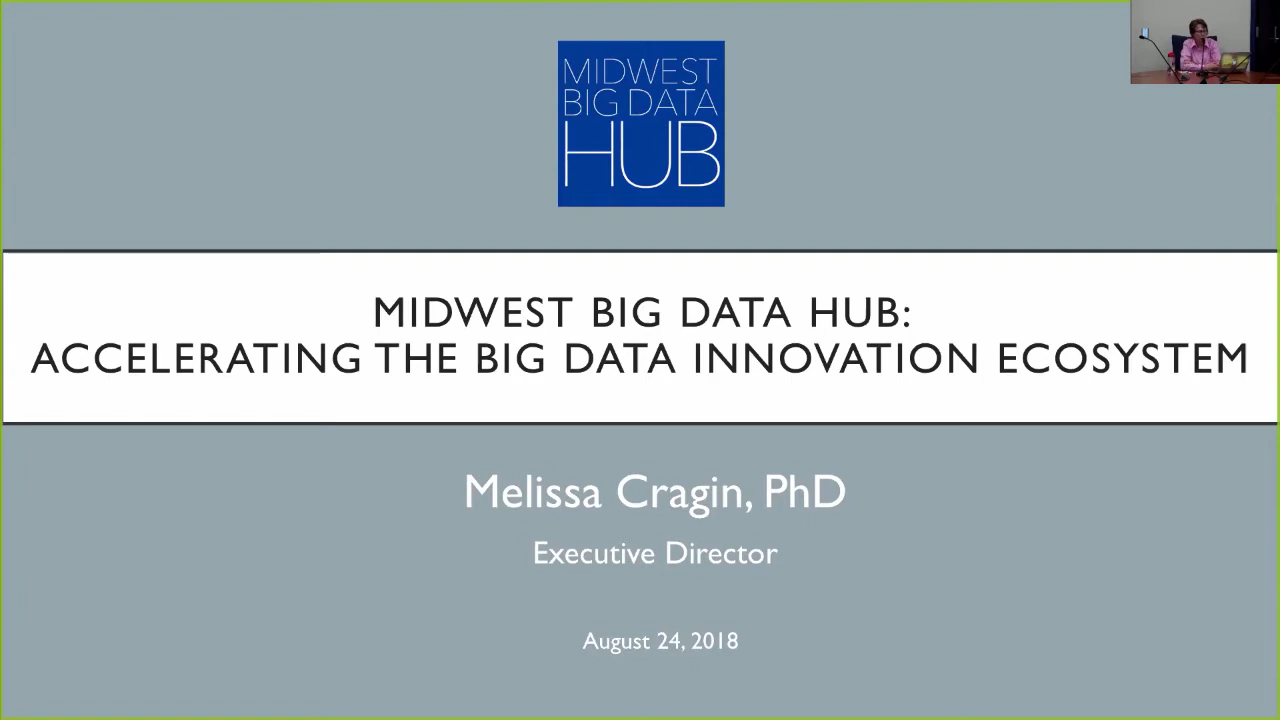 MIDWEST
BIG DATA
HUB
MIDWEST BIG DATA HUB:
ACCELERATING THE BIG DATA INNOVATION ECOSYSTEM
Melissa Cragin, PhD
Executive Director
August 24, 2018